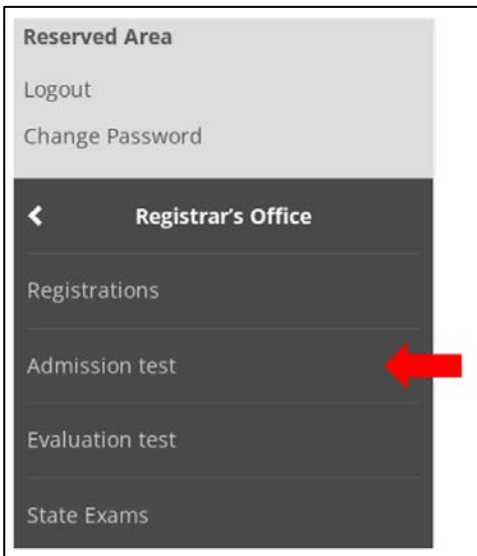 Reserved Area
Logout
Change Password
Registrar's Office
Registrations
Admission test
Evaluation test
State Exams